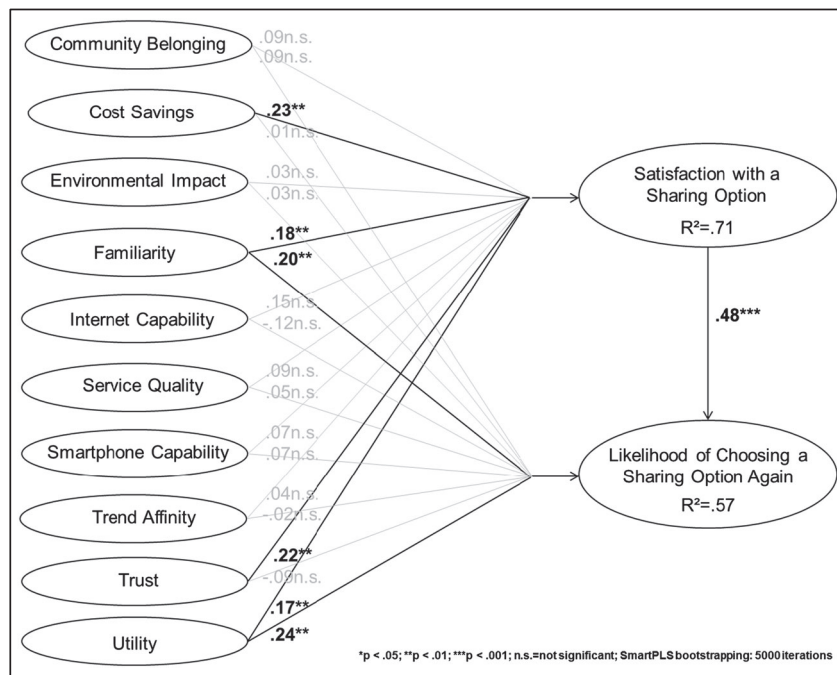 Community Belonging
.09n.s.
.09n.s.
Cost Savings
.23**
.01n.s.
Environmental Impact
.03n.s.
.03n.s.
Familiarity
.18**
.20**
Internet Capability
.15n.s.
-.12n.s.
Service Quality
.09n.s.
.05n.s.
Smartphone Capability
.07n.s.
.07n.s.
Trend Affinity
.04n.s.
-.02n.s.
Trust
.22**
-.09n.s.
Utility
.17**
.24**
Satisfaction with a
Sharing Option
R²=.71
.48***
Likelihood of Choosing a
Sharing Option Again
R²=.57
*p < .05; **p < .01; ***p < .001; n.s.=not significant; SmartPLS bootstrapping: 5000 iterations